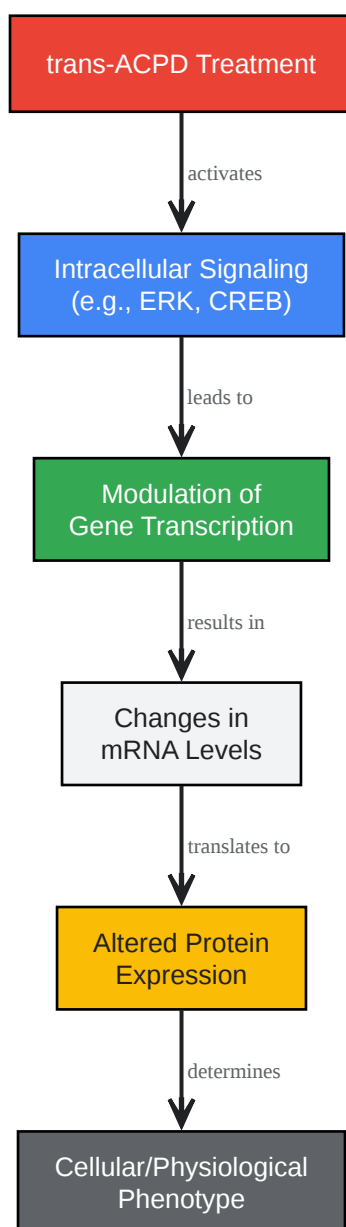 trans-ACPD Treatment
activates
Intracellular Signaling
(e.g., ERK, CREB)
leads to
Modulation of
Gene Transcription
results in
Changes in
mRNA Levels
translates to
Altered Protein
Expression
determines
Cellular/Physiological
Phenotype